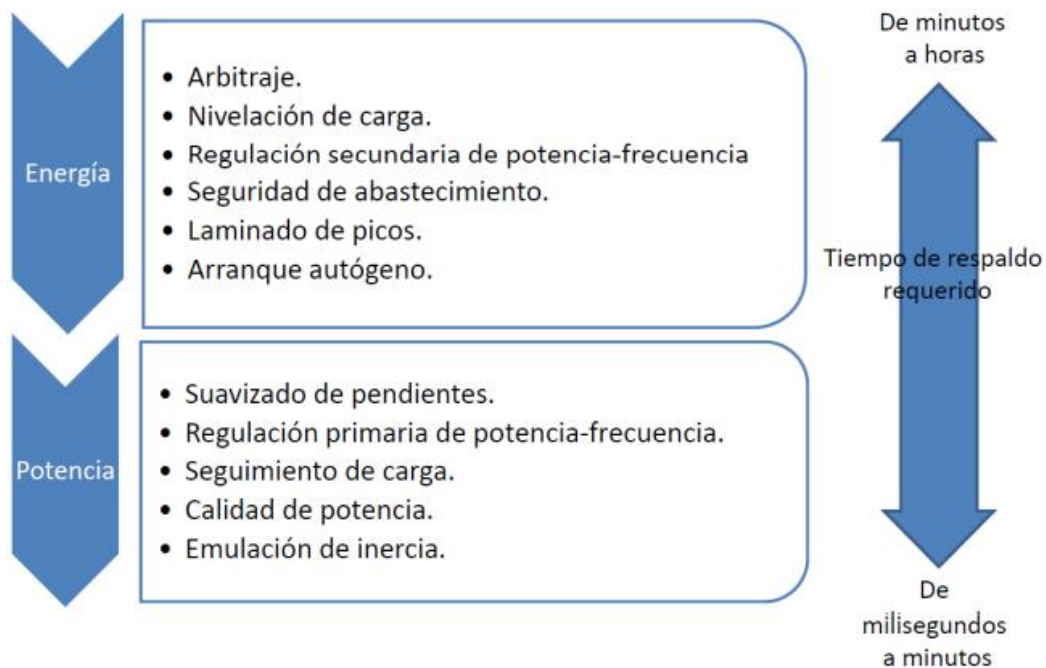 Energía
• Arbitraje.
• Nivelación de carga.
• Regulación secundaria de potencia-frecuencia
• Seguridad de abastecimiento.
• Laminado de picos.
• Arranque autógeno.
Potencia
• Suavizado de pendientes.
• Regulación primaria de potencia-frecuencia.
• Seguimiento de carga.
• Calidad de potencia.
• Emulación de inercia.
De minutos
a horas
Tiempo de respaldo
requerido
De
milisegundos
a minutos